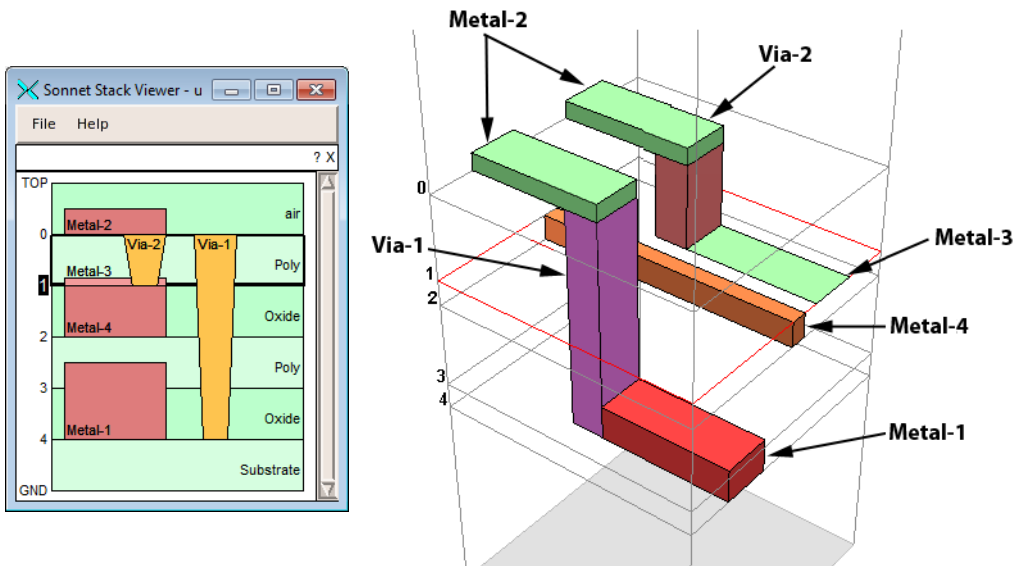 Sonnet Stack Viewer - u
File Help
? X
TOP
air
Metal-2
0
Via-2
Via-1
Poly
Metal-3
1
Oxide
Metal-4
2
Poly
3
Oxide
Metal-1
4
Substrate
GND
Metal-2
Via-2
0
Via-1
Metal-3
1
2
Metal-4
3
4
Metal-1